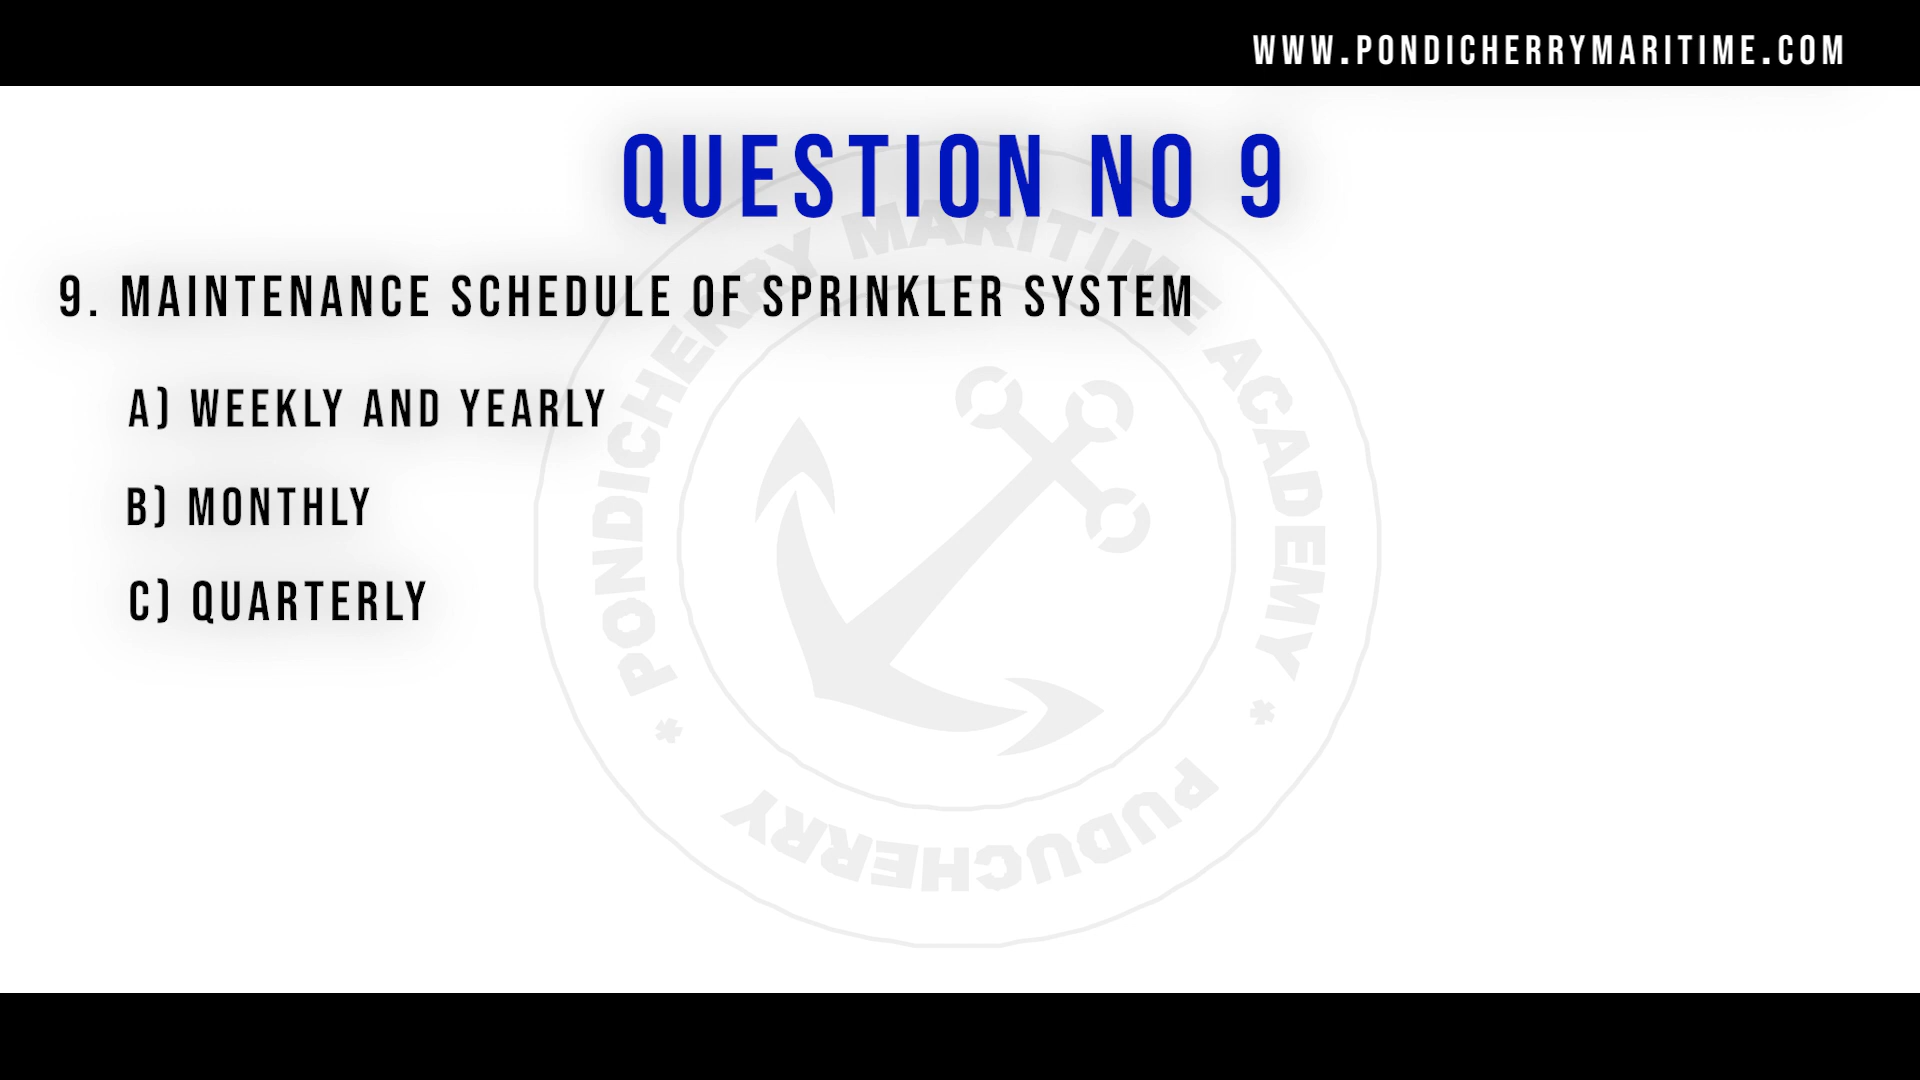 WWW.PONDICHERRYMARITIME.COM
QUESTION NO 9
9. MAINTENANCE SCHEDULE OF SPRINKLER SYSTEM
A) WEEKLY AND YEARLY
B) MONTHLY
C) QUARTERLY
PONDICHERRY MARITIME ACADEMY
* PUDUCHERRY *